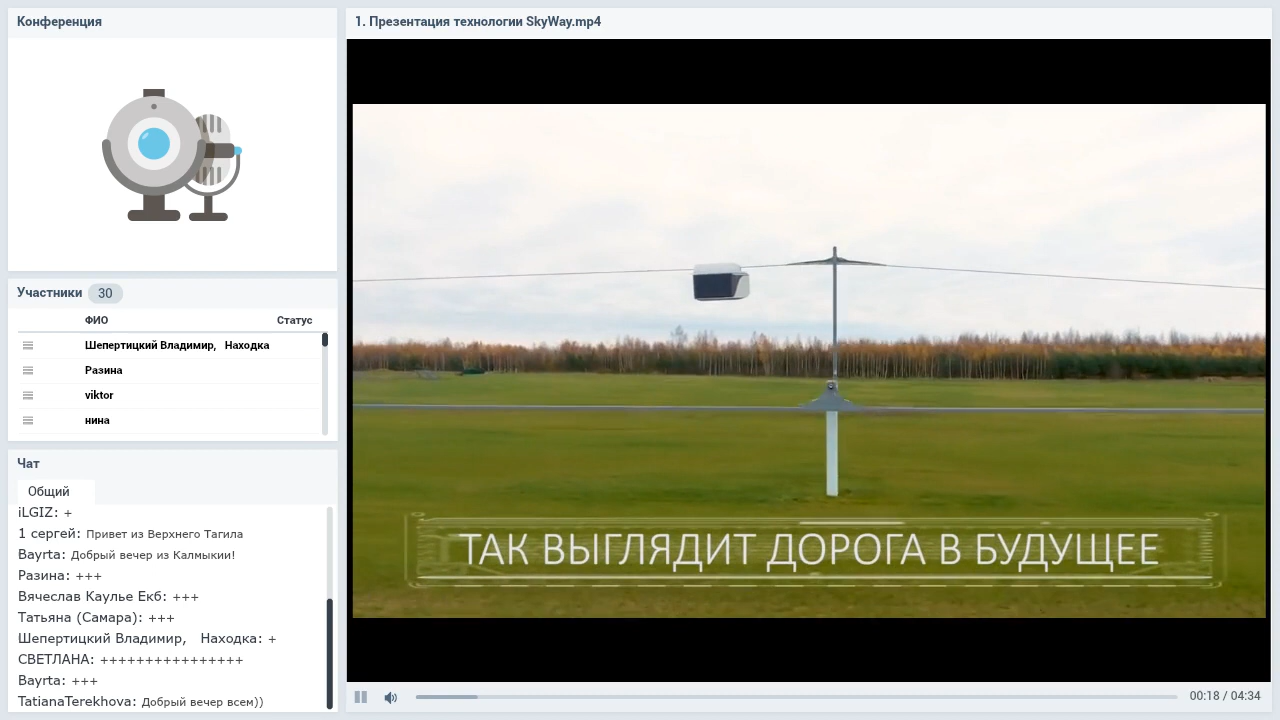 Конференция
Участники 30
ФИО Статус
Шепертицкий Владимир, Находка
Разина
viktor
нина
Чат
Общий
iLGIZ: +
1 сергей: Привет из Верхнего Тагила
Bayrta: Добрый вечер из Калмыкии!
Разина: +++
Вячеслав Каулье Екб: +++
Татьяна (Самара): +++
Шепертицкий Владимир, Находка: +
СВЕТЛАНА: ++++++++++++++++
Bayrta: +++
TatianaTerekhova: Добрый вечер всем))
1. Презентация технологии SkyWay.mp4
ТАК ВЫГЛЯДИТ ДОРОГА В БУДУЩЕЕ
00:18 / 04:34